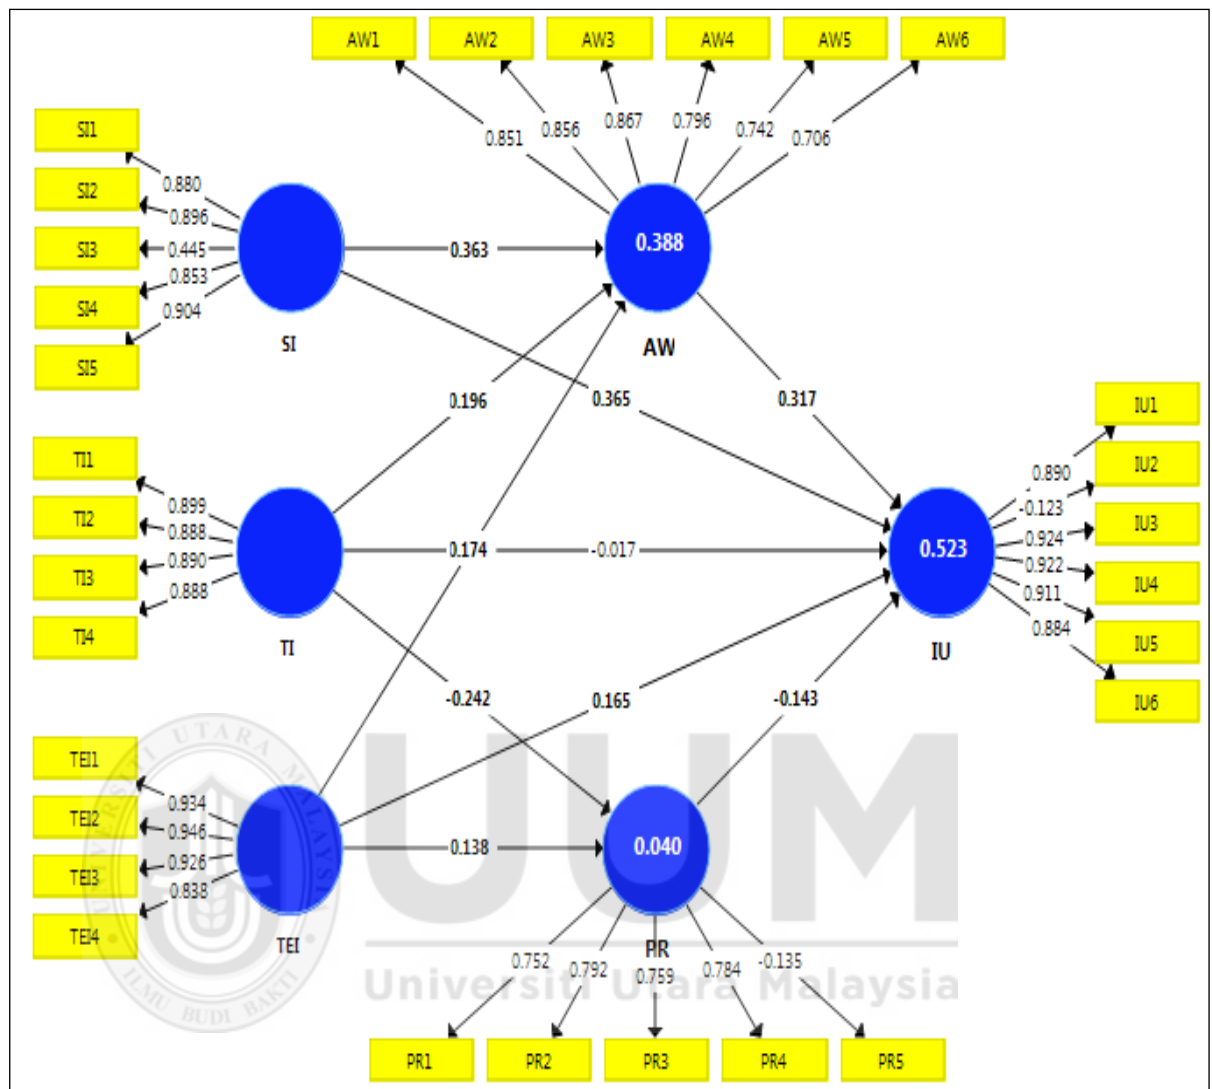 AW1 AW2 AW3 AW4 AW5 AW6
0.851 0.856 0.867 0.796 0.742 0.706
SI1
SI2
SI3
SI4
SI5
0.880
0.896
0.445
0.853
0.904
SI
0.363
0.388
AW
0.196
0.365
0.317
TI1
TI2
TI3
TI4
0.899
0.888
0.890
0.888
TI
0.174
-0.017
0.523
IU
0.890
-0.123
0.924
0.922
0.911
0.884
IU1
IU2
IU3
IU4
IU5
IU6
-0.242
0.165
-0.143
TEI1
TEI2
TEI3
TEI4
0.934
0.946
0.926
0.838
TEI
0.138
0.040
PR
0.752 0.792 0.759 0.784 -0.135
PR1 PR2 PR3 PR4 PR5
UNIVERSITI UTARA MALAYSIA
ILMU BUDI BAKTI
UUM
Universiti Utara Malaysia